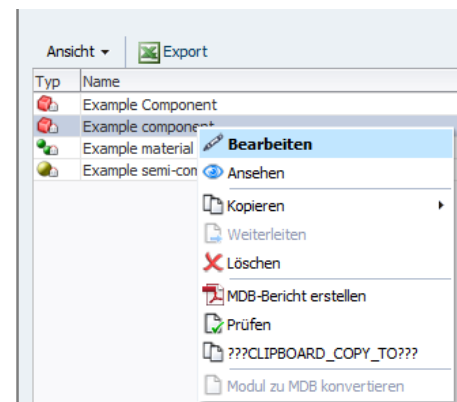 Ansicht Export
Typ Name
Example Component
Example component
Example material
Example semi-com
Bearbeiten
Ansehen
Kopieren
Weiterleiten
Löschen
MDB-Bericht erstellen
Prüfen
???CLIPBOARD_COPY_TO???
Modul zu MDB konvertieren